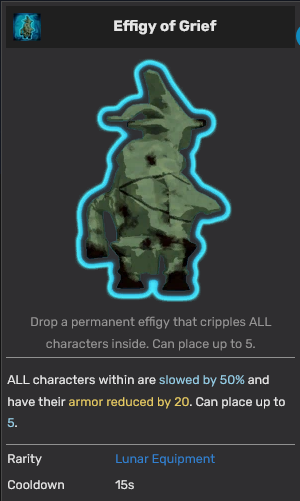 Effigy of Grief
Drop a permanent effigy that cripples ALL
characters inside. Can place up to 5.
ALL characters within are slowed by 50% and
have their armor reduced by 20. Can place up to
5.
Rarity Lunar Equipment
Cooldown 15s